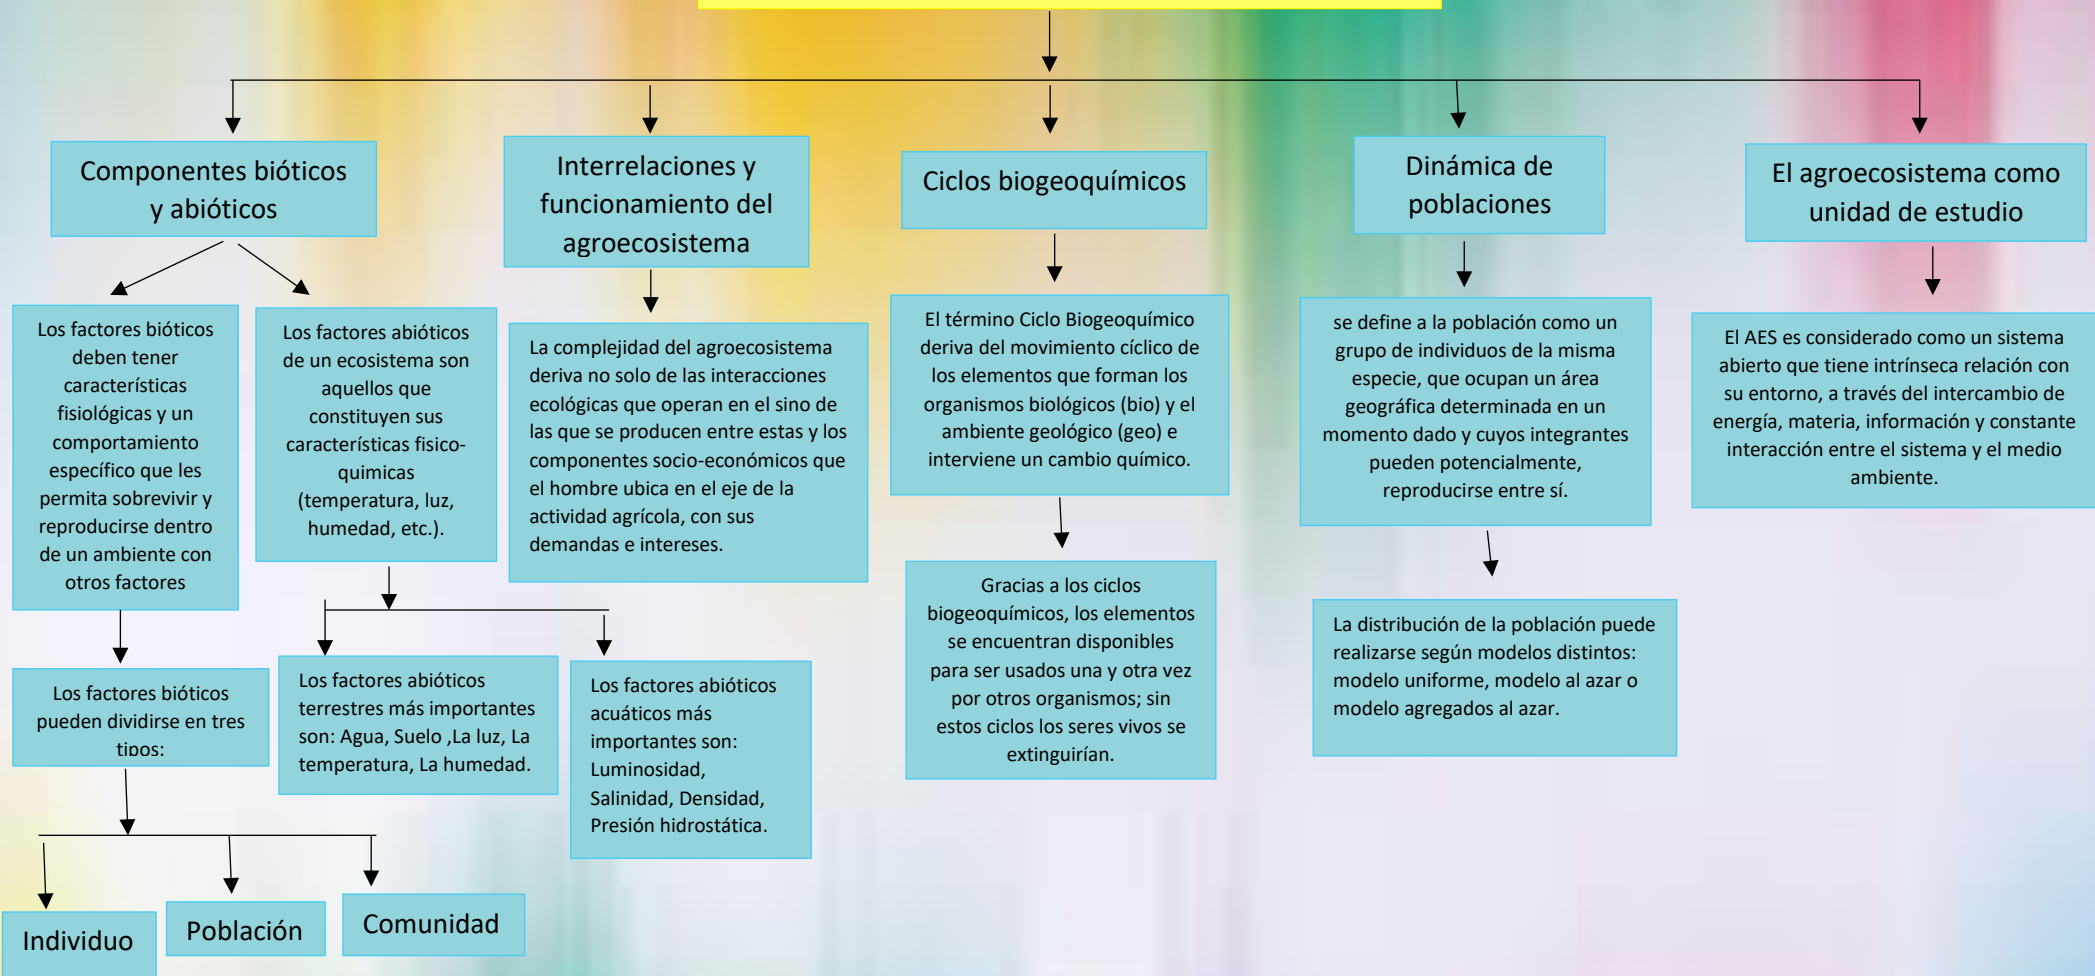 Componentes bióticos
y abióticos
Interrelaciones y
funcionamiento del
agroecosistema
Ciclos biogeoquímicos
Dinámica de
poblaciones
El agroecosistema como
unidad de estudio
Los factores bióticos
deben tener
características
fisiológicas y un
comportamiento
específico que les
permita sobrevivir y
reproducirse dentro
de un ambiente con
otros factores
Los factores abióticos
de un ecosistema son
aquellos que
constituyen sus
características fisico-
quimicas
(temperatura, luz,
humedad, etc.).
La complejidad del agroecosistema
deriva no solo de las interacciones
ecológicas que operan en el sino de
las que se producen entre estas y los
componentes socio-económicos que
el hombre ubica en el eje de la
actividad agrícola, con sus
demandas e intereses.
El término Ciclo Biogeoquímico
deriva del movimiento cíclico de
los elementos que forman los
organismos biológicos (bio) y el
ambiente geológico (geo) e
interviene un cambio químico.
se define a la población como un
grupo de individuos de la misma
especie, que ocupan un área
geográfica determinada en un
momento dado y cuyos integrantes
pueden potencialmente,
reproducirse entre sí.
El AES es considerado como un sistema
abierto que tiene intrínseca relación con
su entorno, a través del intercambio de
energía, materia, información y constante
interacción entre el sistema y el medio
ambiente.
Los factores bióticos
pueden dividirse en tres
tipos:
Los factores abióticos
terrestres más importantes
son: Agua, Suelo ,La luz, La
temperatura, La humedad.
Los factores abióticos
acuáticos más
importantes son:
Luminosidad,
Salinidad, Densidad,
Presión hidrostática.
Gracias a los ciclos
biogeoquímicos, los elementos
se encuentran disponibles
para ser usados una y otra vez
por otros organismos; sin
estos ciclos los seres vivos se
extinguirían.
La distribución de la población puede
realizarse según modelos distintos:
modelo uniforme, modelo al azar o
modelo agregados al azar.
Individuo
Población
Comunidad